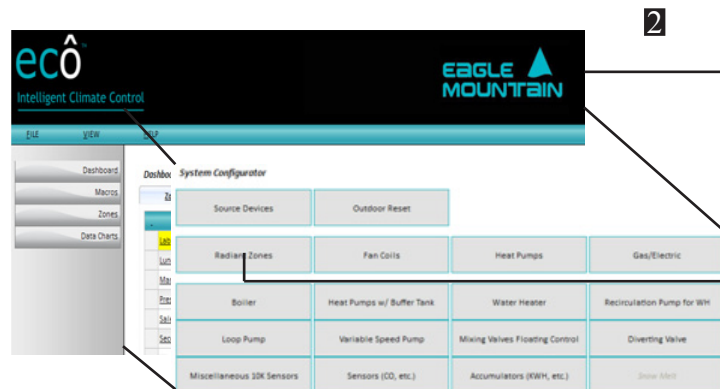 2
ecô™
Intelligent Climate Control
EAGLE
MOUNTAIN
FILE VIEW HELP
Dashboard
Macros
Zones
Data Charts
System Configurator
Source Devices Outdoor Reset
Radiant Zones Fan Coils Heat Pumps Gas/Electric
Boiler Heat Pumps w/ Buffer Tank Water Heater Recirculation Pump for WH
Loop Pump Variable Speed Pump Mixing Valves Floating Control Diverting Valve
Miscellaneous 10K Sensors Sensors (CO, etc.) Accumulators (KWH, etc.) Snow Melt